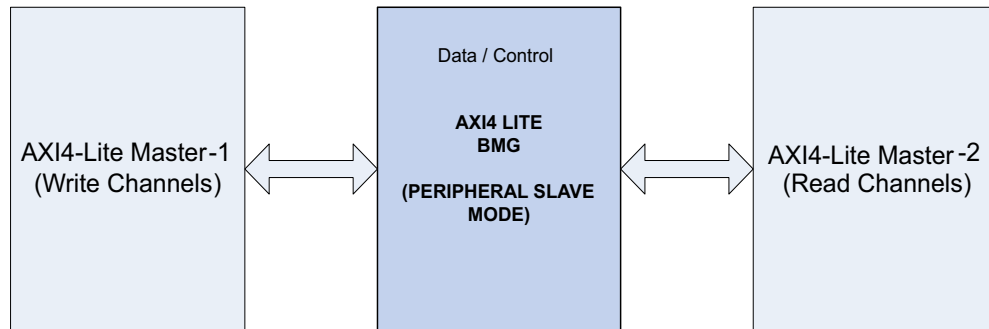 AXI4-Lite Master-1
(Write Channels)
Data / Control
AXI4 LITE
BMG
(PERIPHERAL SLAVE
MODE)
AXI4-Lite Master-2
(Read Channels)